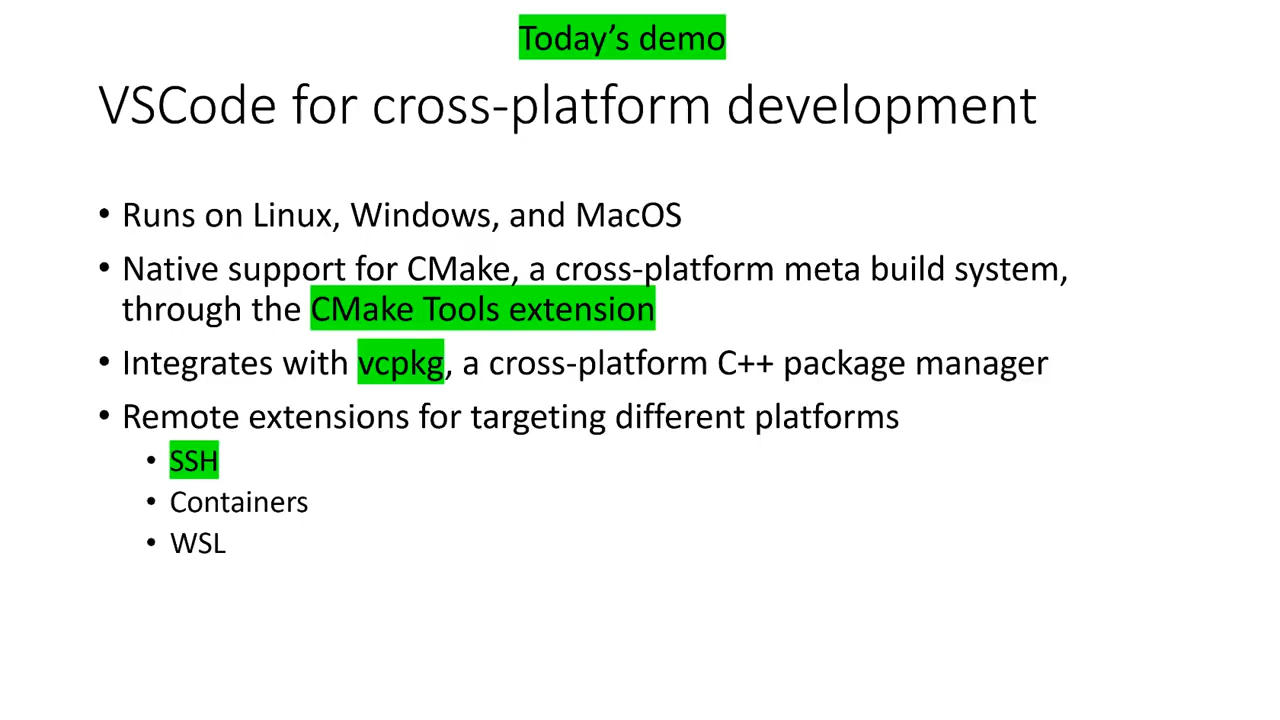 Today’s demo
VSCode for cross-platform development
• Runs on Linux, Windows, and MacOS
• Native support for CMake, a cross-platform meta build system,
through the CMake Tools extension
• Integrates with vcpkg, a cross-platform C++ package manager
• Remote extensions for targeting different platforms
• SSH
• Containers
• WSL